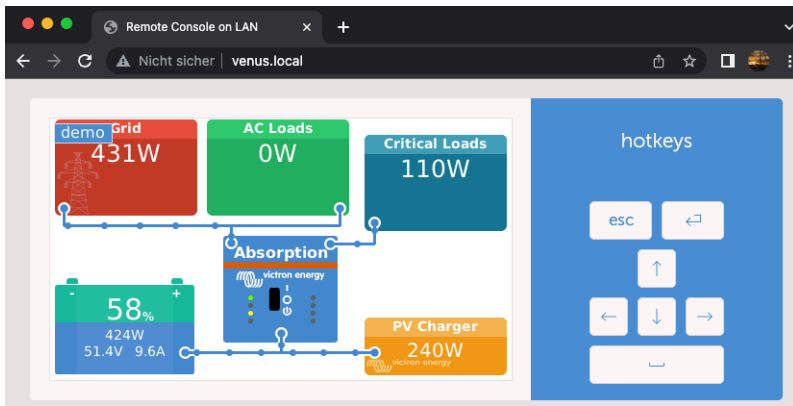 Remote Console on LAN
Nicht sicher
venus.local
demo
Grid
431W
AC Loads
0W
Critical Loads
110W
Absorption
victron energy
58%
424W
51.4V 9.6A
PV Charger
240W
victron energy
hotkeys
esc